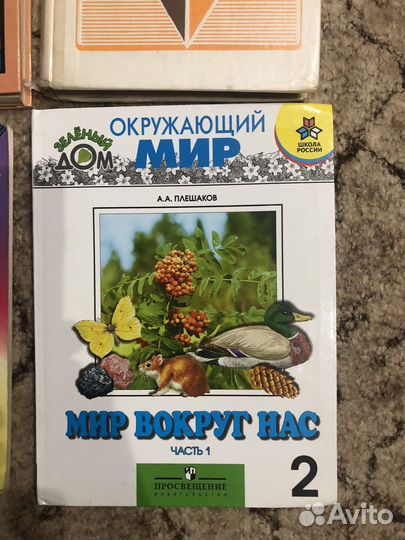 ЗЕЛЁНЫЙ
ДОМ
ОКРУЖАЮЩИЙ
МИР
ШКОЛА
РОССИИ
А.А. ПЛЕШАКОВ
МИР ВОКРУГ НАС
ЧАСТЬ 1
ПРОСВЕЩЕНИЕ
ИЗДАТЕЛЬСТВО
2
Avito